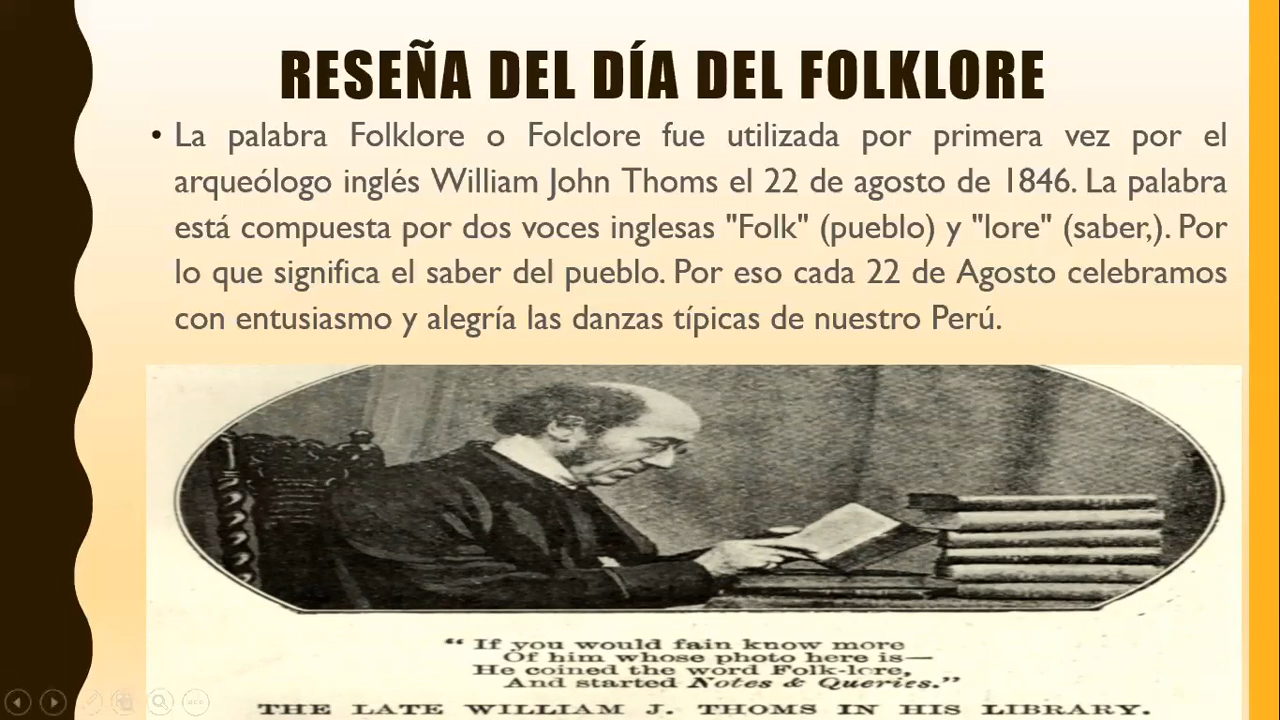 RESEÑA DEL DÍA DEL FOLKLORE
• La palabra Folklore o Folclore fue utilizada por primera vez por el
arqueólogo inglés William John Thoms el 22 de agosto de 1846. La palabra
está compuesta por dos voces inglesas "Folk" (pueblo) y "lore" (saber,). Por
lo que significa el saber del pueblo. Por eso cada 22 de Agosto celebramos
con entusiasmo y alegría las danzas típicas de nuestro Perú.
“ If you would fain know more
Of him whose photo here is—
He coined the word Folk-lore,
And started Notes & Queries.”
THE LATE WILLIAM J. THOMS IN HIS LIBRARY.